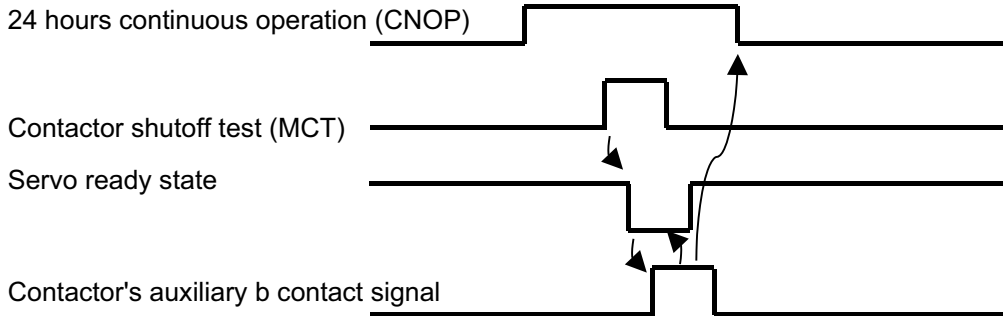 24 hours continuous operation (CNOP)
Contactor shutoff test (MCT)
Servo ready state
Contactor's auxiliary b contact signal